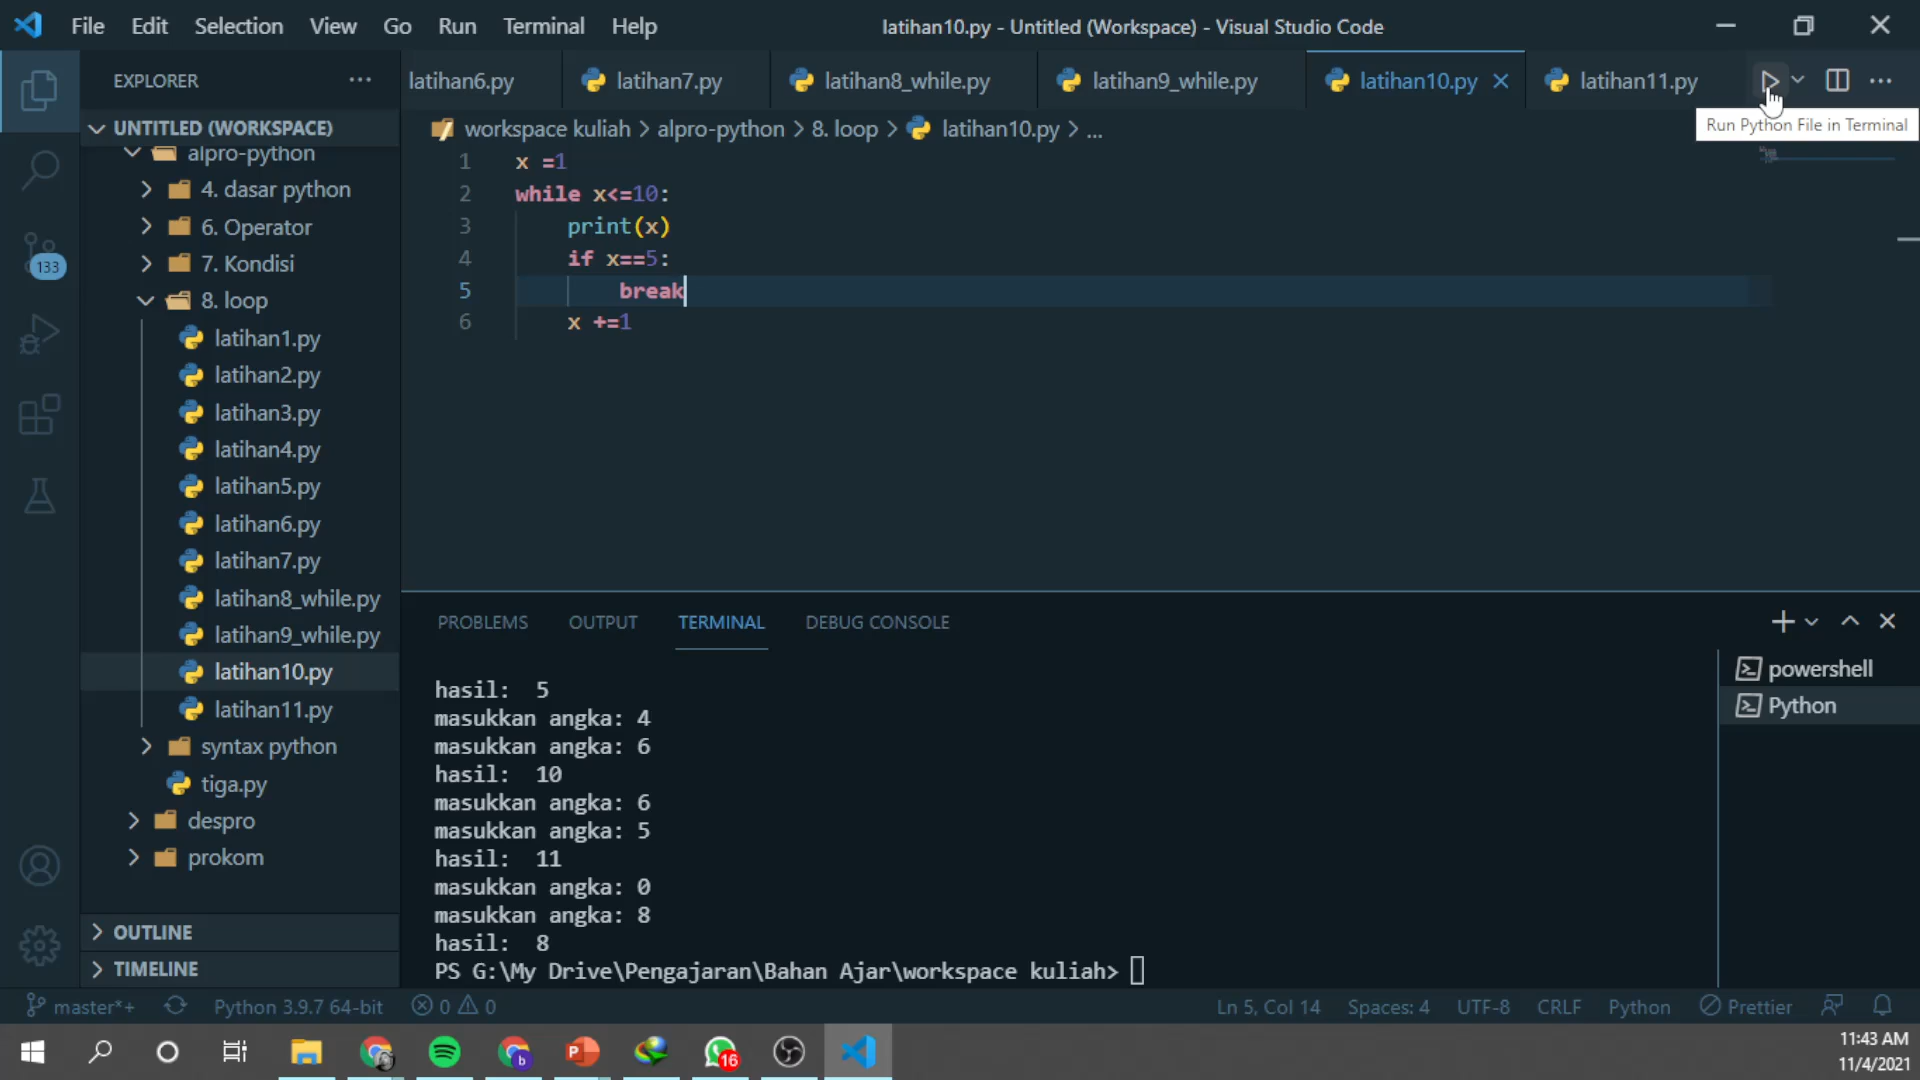 File Edit Selection View Go Run Terminal Help
latihan10.py - Untitled (Workspace) - Visual Studio Code
EXPLORER
latihan6.py
latihan7.py
latihan8_while.py
latihan9_while.py
latihan10.py
latihan11.py
Run Python File in Terminal
UNTITLED (WORKSPACE)
alpro-python
4. dasar python
6. Operator
7. Kondisi
8. loop
latihan1.py
latihan2.py
latihan3.py
latihan4.py
latihan5.py
latihan6.py
latihan7.py
latihan8_while.py
latihan9_while.py
latihan10.py
latihan11.py
syntax python
tiga.py
despro
prokom
OUTLINE
TIMELINE
133
workspace kuliah > alpro-python > 8. loop > latihan10.py > ...
1 x =1
2 while x<=10:
3 print(x)
4 if x==5:
5 break
6 x +=1
PROBLEMS OUTPUT TERMINAL DEBUG CONSOLE
hasil: 5
masukkan angka: 4
masukkan angka: 6
hasil: 10
masukkan angka: 6
masukkan angka: 5
hasil: 11
masukkan angka: 0
masukkan angka: 8
hasil: 8
PS G:\My Drive\Pengajaran\Bahan Ajar\workspace kuliah>
powershell
Python
master*+ Python 3.9.7 64-bit 0 0 Ln 5, Col 14 Spaces: 4 UTF-8 CRLF Python Prettier
b
P
16
11:43 AM
11/4/2021